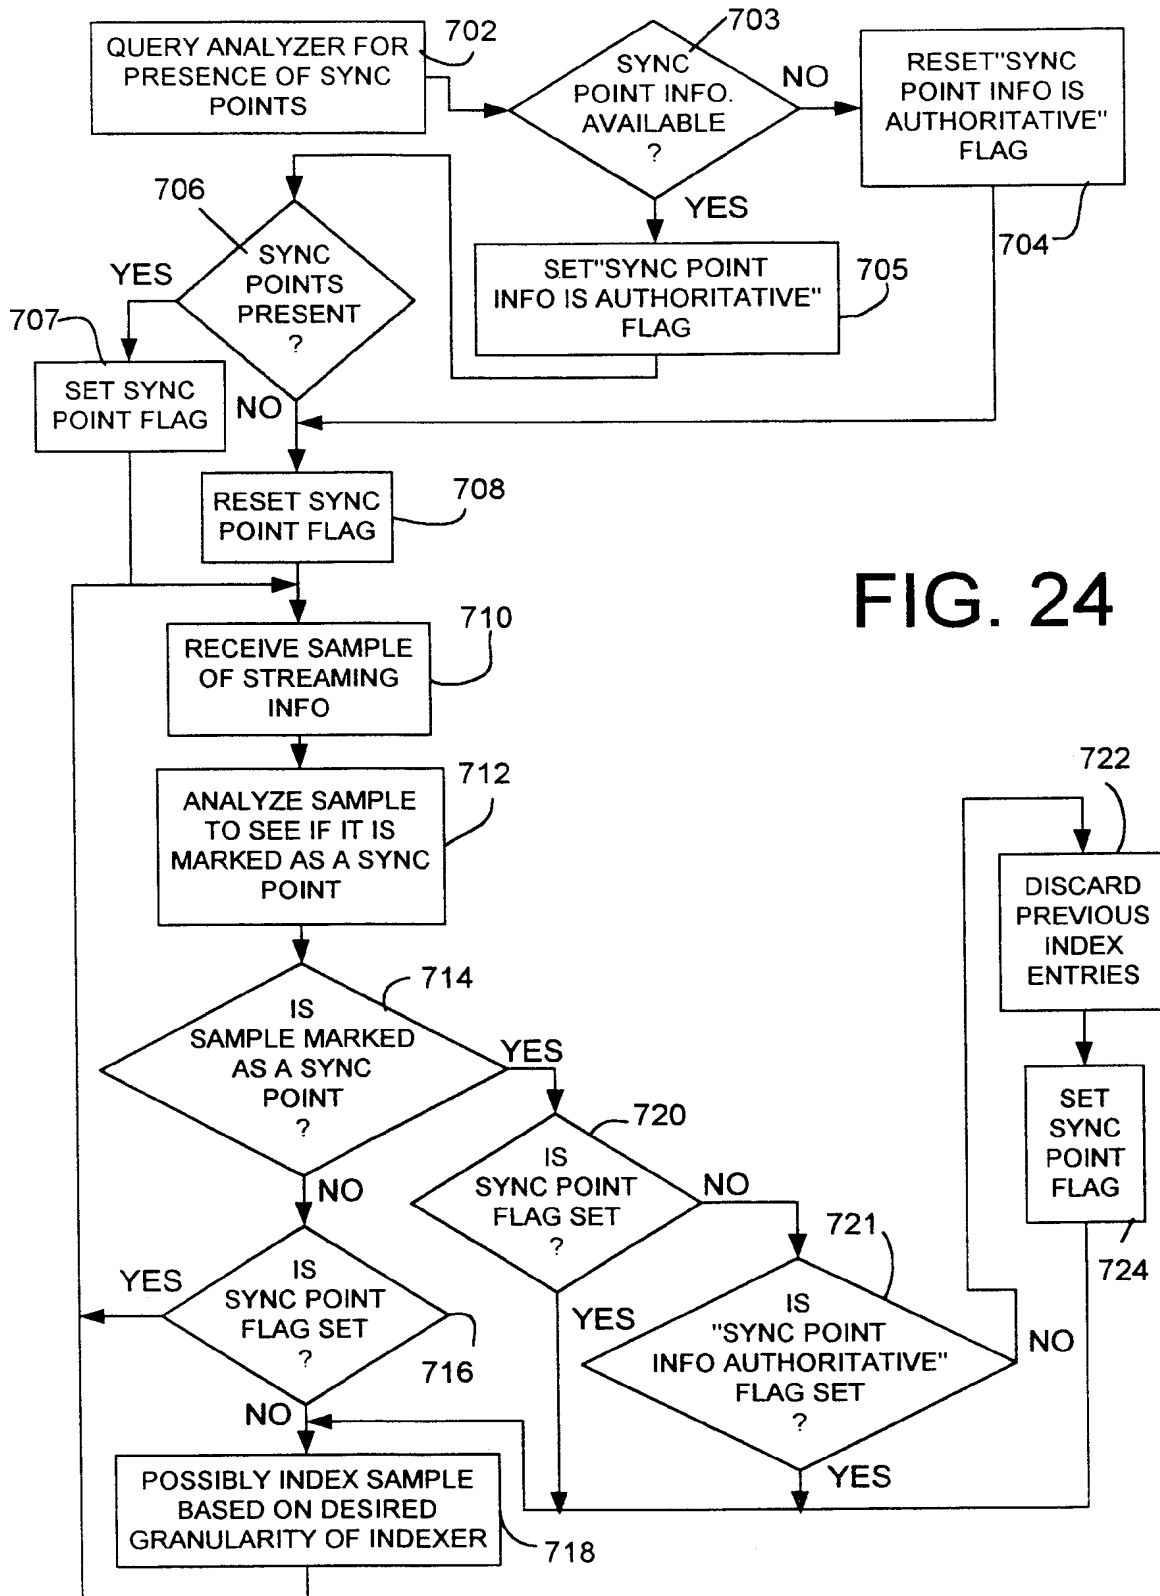 QUERY ANALYZER FOR
PRESENCE OF SYNC
POINTS
702
SYNC
POINT INFO.
AVAILABLE
?
703
NO
RESET"SYNC
POINT INFO IS
AUTHORITATIVE"
FLAG
704
YES
SET"SYNC POINT
INFO IS AUTHORITATIVE"
FLAG
705
706
SYNC
POINTS
PRESENT
?
YES
707
SET SYNC
POINT FLAG
NO
RESET SYNC
POINT FLAG
708
FIG. 24
RECEIVE SAMPLE
OF STREAMING
INFO
710
ANALYZE SAMPLE
TO SEE IF IT IS
MARKED AS A SYNC
POINT
712
IS
SAMPLE MARKED
AS A SYNC
POINT
?
714
YES
NO
IS
SYNC POINT
FLAG SET
?
716
YES
NO
POSSIBLY INDEX SAMPLE
BASED ON DESIRED
GRANULARITY OF INDEXER
718
IS
SYNC POINT
FLAG SET
?
720
NO
YES
IS
"SYNC POINT
INFO AUTHORITATIVE"
FLAG SET
?
721
NO
YES
722
DISCARD
PREVIOUS
INDEX
ENTRIES
SET
SYNC
POINT
FLAG
724